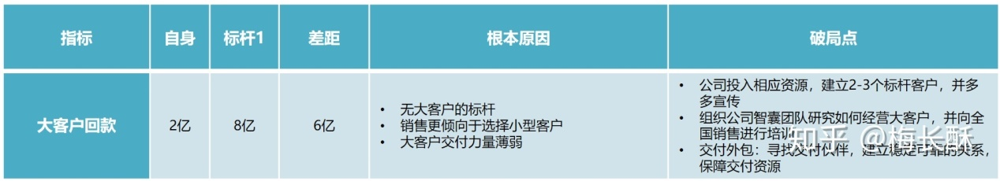 指标
自身
标杆1
差距
根本原因
破局点
大客户回款
2亿
8亿
6亿
• 无大客户的标杆
• 销售更倾向于选择小型客户
• 大客户交付力量薄弱
• 公司投入相应资源，建立2-3个标杆客户，并多
多宣传
• 组织公司智囊团队研究如何经营大客户，并向全
国销售进行培训
• 交付外包：寻找交付伙伴，建立稳定可靠的关系，
保障交付资源
知乎 @梅长酥